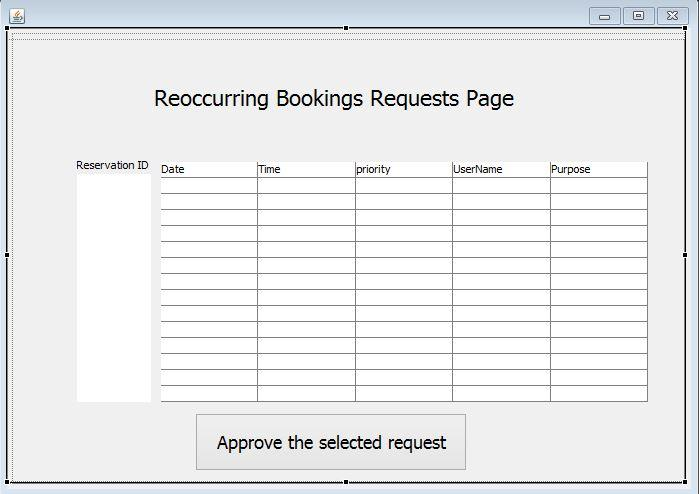 Reoccurring Bookings Requests Page
Reservation ID Date Time priority UserName Purpose
Approve the selected request